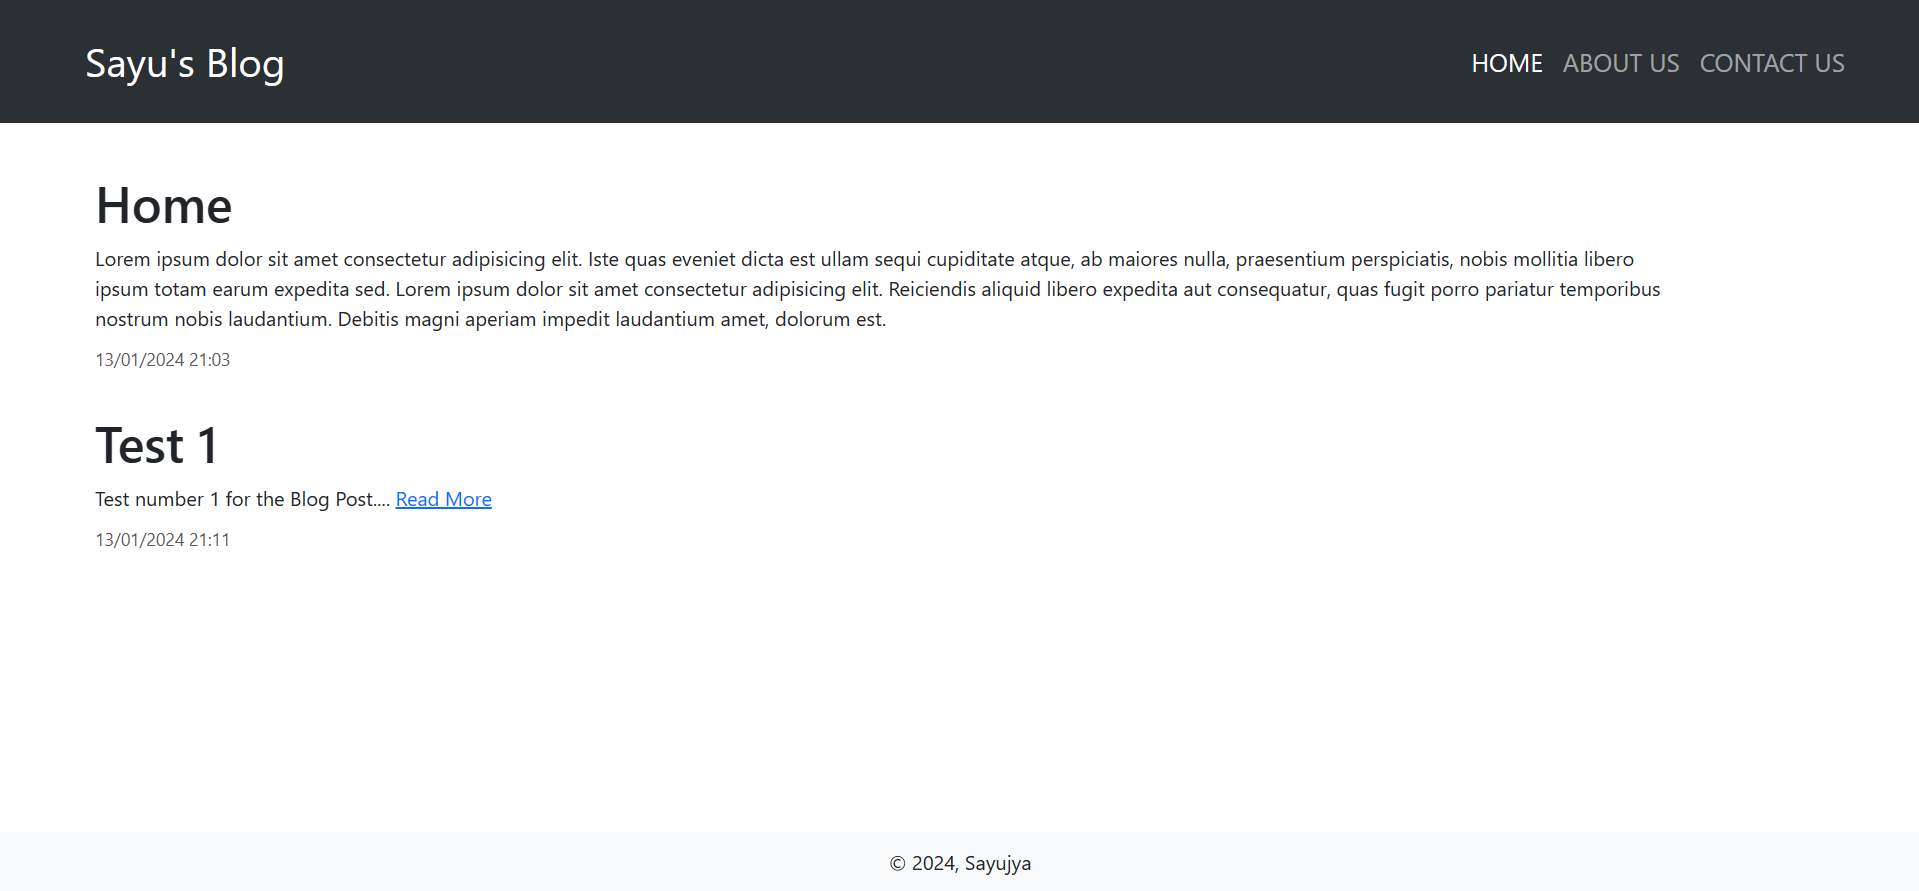 Sayu's Blog
HOME ABOUT US CONTACT US
Home
Lorem ipsum dolor sit amet consectetur adipisicing elit. Iste quas eveniet dicta est ullam sequi cupiditate atque, ab maiores nulla, praesentium perspiciatis, nobis mollitia libero
ipsum totam earum expedita sed. Lorem ipsum dolor sit amet consectetur adipisicing elit. Reiciendis aliquid libero expedita aut consequatur, quas fugit porro pariatur temporibus
nostrum nobis laudantium. Debitis magni aperiam impedit laudantium amet, dolorum est.
13/01/2024 21:03
Test 1
Test number 1 for the Blog Post.... Read More
13/01/2024 21:11
© 2024, Sayujya